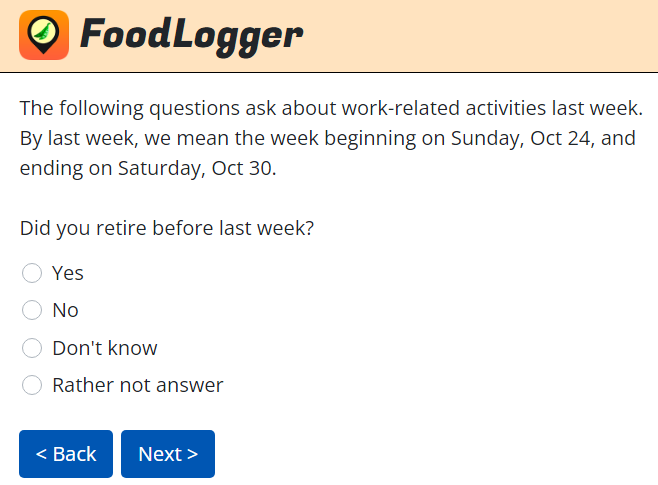 FoodLogger
The following questions ask about work-related activities last week.
By last week, we mean the week beginning on Sunday, Oct 24, and
ending on Saturday, Oct 30.
Did you retire before last week?
Yes
No
Don't know
Rather not answer
< Back
Next >